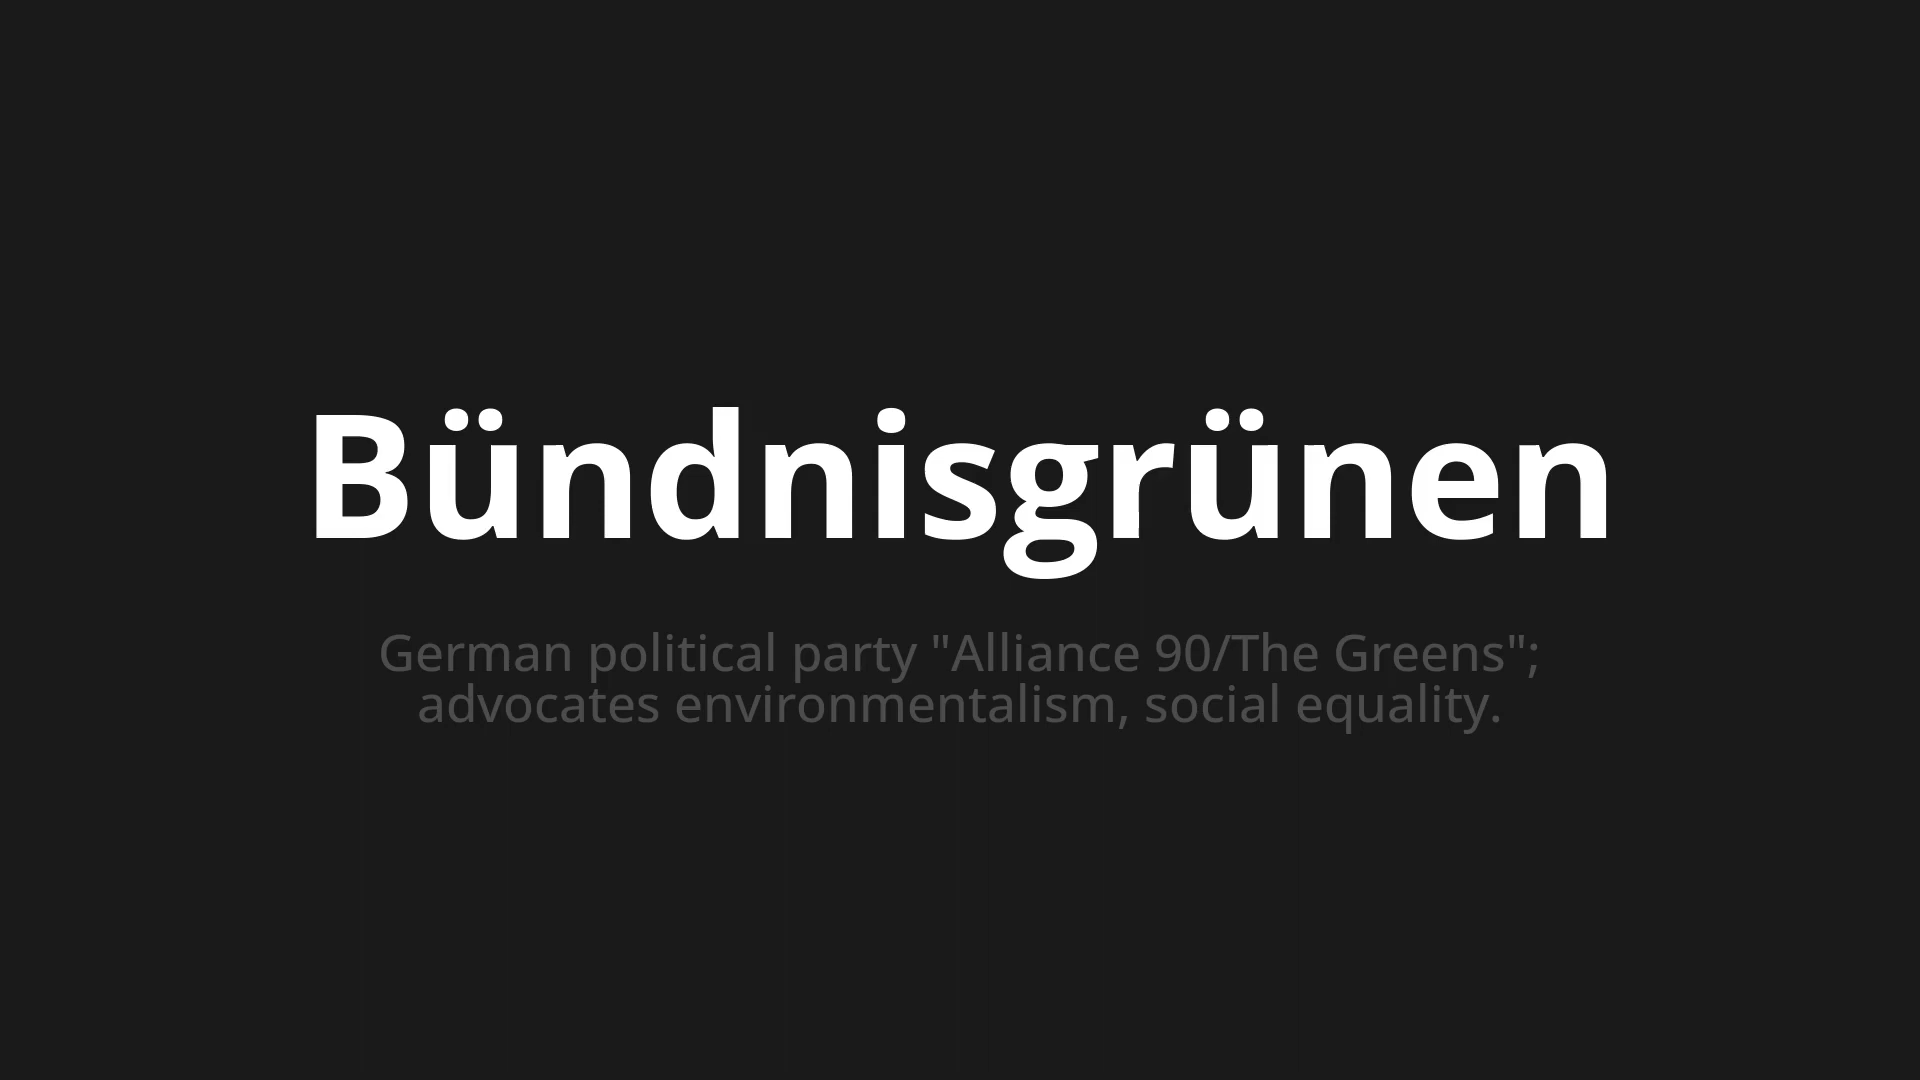 Bündnisgrünen
German political party "Alliance 90/The Greens";
advocates environmentalism, social equality.